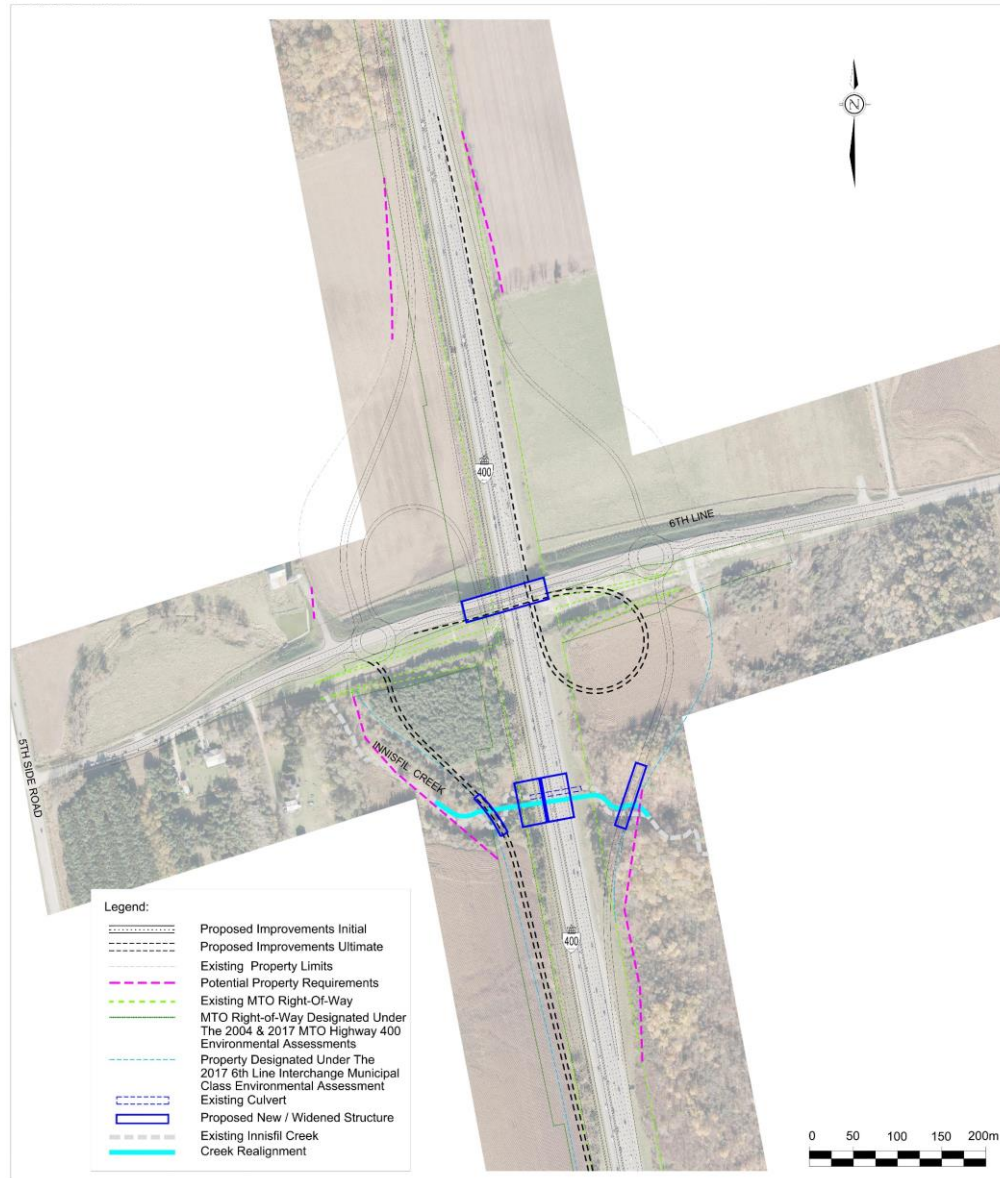 N
400
6TH LINE
INNISFIL CREEK
5TH SIDE ROAD
400
Legend:
Proposed Improvements Initial
Proposed Improvements Ultimate
Existing Property Limits
Potential Property Requirements
Existing MTO Right-Of-Way
MTO Right-of-Way Designated Under
The 2004 & 2017 MTO Highway 400
Environmental Assessments
Property Designated Under The
2017 6th Line Interchange Municipal
Class Environmental Assessment
Existing Culvert
Proposed New / Widened Structure
Existing Innisfil Creek
Creek Realignment
0 50 100 150 200m